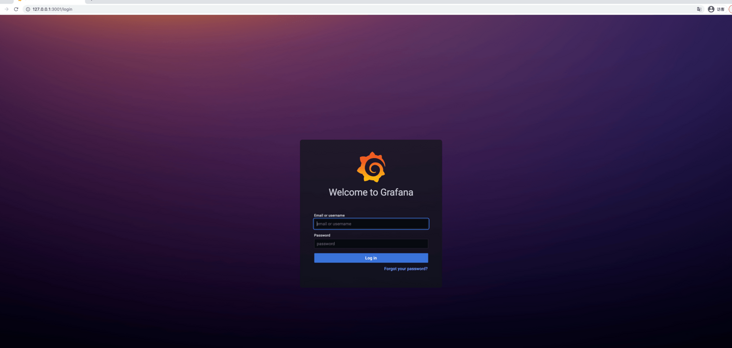 127.0.0.1:3001/login
Welcome to Grafana
Email or username
email or username
Password
password
Log in
Forgot your password?